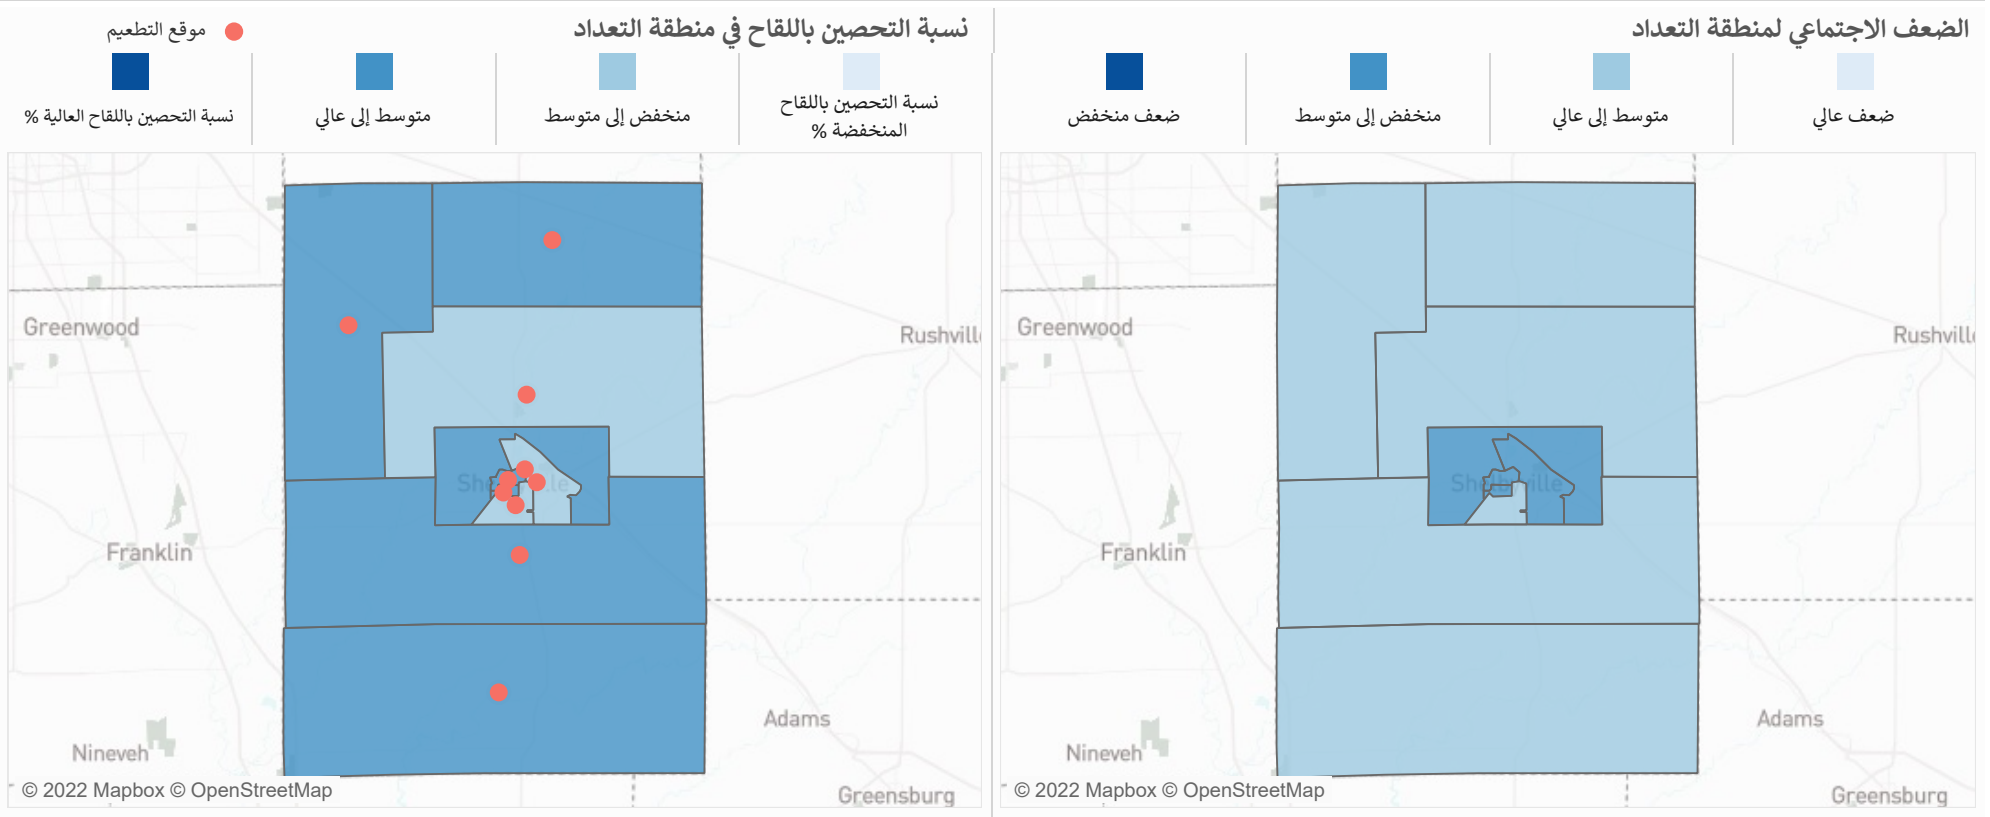 الضعف الاجتماعي لمنطقة التعداد
ضعف عالي
متوسط إلى عالي
منخفض إلى متوسط
ضعف منخفض
Greenwood
Rushville
Shelbyville
Franklin
Adams
Nineveh
© 2022 Mapbox © OpenStreetMap
Greensburg
نسبة التحصين باللقاح في منطقة التعداد
موقع التطعيم
نسبة التحصين باللقاح
المنخفضة %
منخفض إلى متوسط
متوسط إلى عالي
نسبة التحصين باللقاح العالية %
Greenwood
Franklin
Adams
Nineveh
© 2022 Mapbox © OpenStreetMap
Greensburg